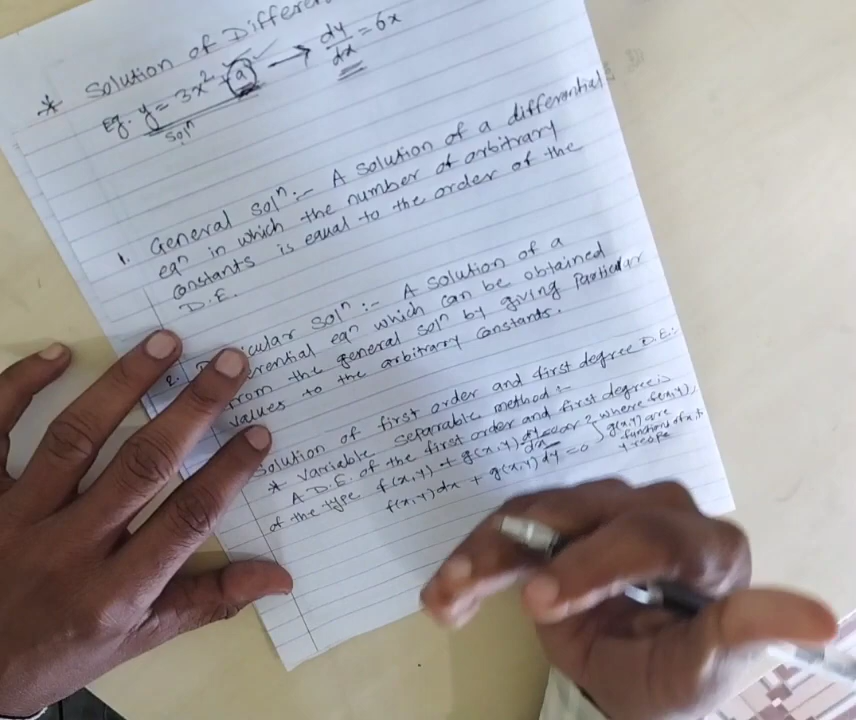 * Solution of Differen
Eg. y = 3x² + a → dy/dx = 6x
solⁿ
1. General solⁿ :- A solution of a differential
eqⁿ in which the number of arbitrary
constants is equal to the order of the
D.E.
2. P icular solⁿ :- A solution of a
erential eqⁿ which can be obtained
from the general solⁿ by giving Particular
values to the arbitrary constants.
Solution of first order and first degree D.E:-
* Variable separable method :-
A D.E. of the first order and first degree is
of the type f(x,y) + g(x,y) dy/dx = 0 or } where f(x,y),
f(x,y)dx + g(x,y) dy = 0 g(x,y) are
functions of x, &
y